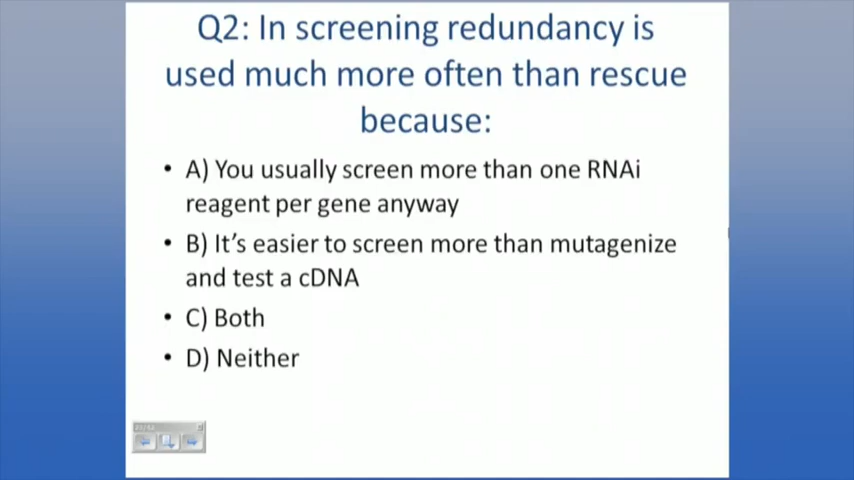 Q2: In screening redundancy is
used much more often than rescue
because:
• A) You usually screen more than one RNAi
reagent per gene anyway
• B) It's easier to screen more than mutagenize
and test a cDNA
• C) Both
• D) Neither